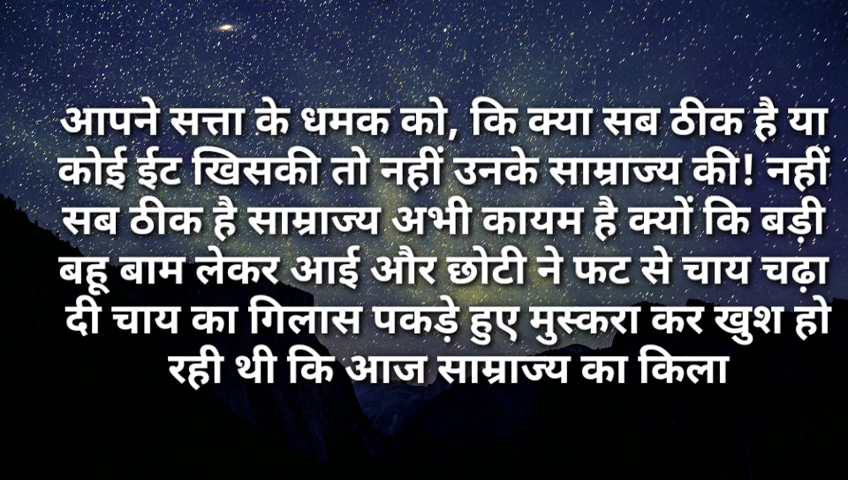 आपने सत्ता के धमक को, कि क्या सब ठीक है या
कोई ईट खिसकी तो नहीं उनके साम्राज्य की! नहीं
सब ठीक है साम्राज्य अभी कायम है क्यों कि बड़ी
बहू बाम लेकर आई और छोटी ने फट से चाय चढ़ा
दी चाय का गिलास पकड़े हुए मुस्करा कर खुश हो
रही थी कि आज साम्राज्य का किला